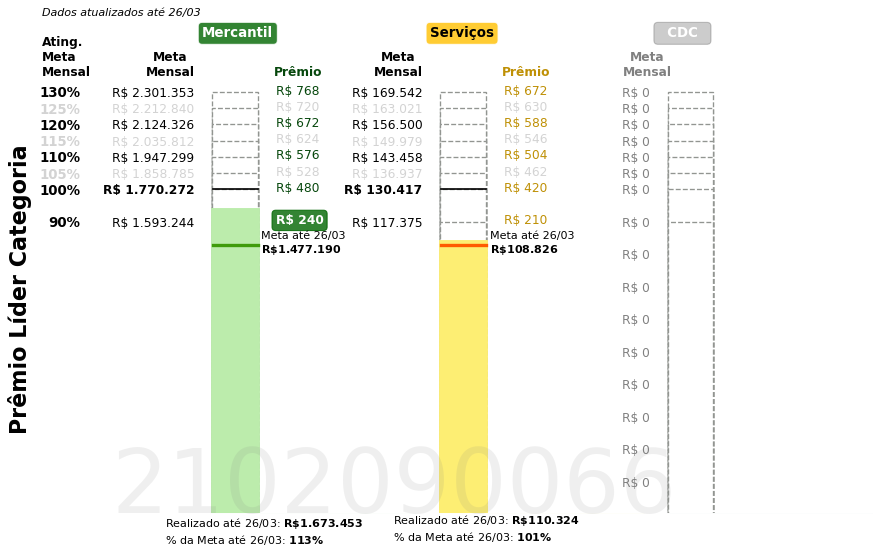 Dados atualizados até 26/03
Mercantil Serviços CDC
Ating. Meta Mensal Meta Mensal Prêmio Meta Mensal Prêmio Meta Mensal
130% R$ 2.301.353 R$ 768 R$ 169.542 R$ 672 R$ 0
125% R$ 2.212.840 R$ 720 R$ 163.021 R$ 630 R$ 0
120% R$ 2.124.326 R$ 672 R$ 156.500 R$ 588 R$ 0
115% R$ 2.035.812 R$ 624 R$ 149.979 R$ 546 R$ 0
110% R$ 1.947.299 R$ 576 R$ 143.458 R$ 504 R$ 0
105% R$ 1.858.785 R$ 528 R$ 136.937 R$ 462 R$ 0
100% R$ 1.770.272 R$ 480 R$ 130.417 R$ 420 R$ 0
90% R$ 1.593.244 R$ 240 R$ 117.375 R$ 210 R$ 0
Meta até 26/03 Meta até 26/03
R$1.477.190 R$108.826
R$ 0
R$ 0
R$ 0
R$ 0
R$ 0
R$ 0
R$ 0
R$ 0
Prêmio Líder Categoria
2102090066
Realizado até 26/03: R$1.673.453 Realizado até 26/03: R$110.324
% da Meta até 26/03: 113% % da Meta até 26/03: 101%